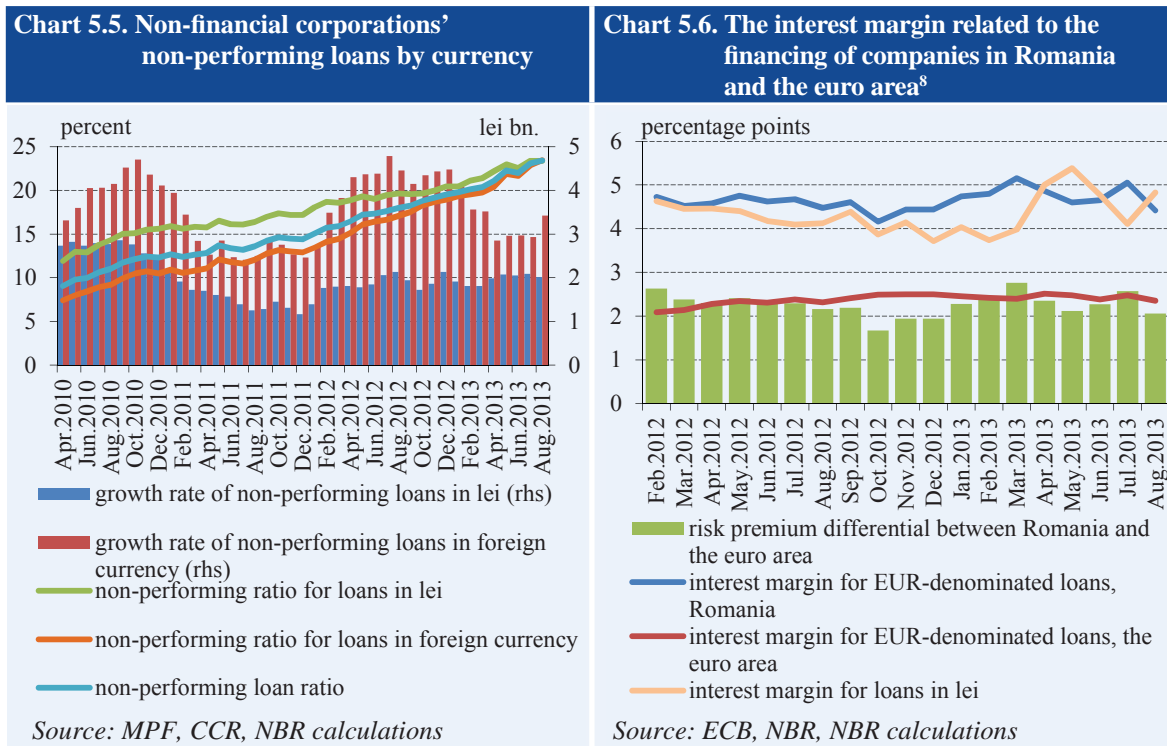 Chart 5.5. Non-financial corporations’
non-performing loans by currency
percent
lei bn.
25
20
15
10
5
0
5
4
3
2
1
0
Apr.2010
Jun.2010
Aug.2010
Oct.2010
Dec.2010
Feb.2011
Apr.2011
Jun.2011
Aug.2011
Oct.2011
Dec.2011
Feb.2012
Apr.2012
Jun.2012
Aug.2012
Oct.2012
Dec.2012
Feb.2013
Apr.2013
Jun.2013
Aug.2013
growth rate of non-performing loans in lei (rhs)
growth rate of non-performing loans in foreign
currency (rhs)
non-performing ratio for loans in lei
non-performing ratio for loans in foreign currency
non-performing loan ratio
Source: MPF, CCR, NBR calculations
Chart 5.6. The interest margin related to the
financing of companies in Romania
and the euro area⁸
percentage points
6
5
4
3
2
1
0
Feb.2012
Mar.2012
Apr.2012
May.2012
Jun.2012
Jul.2012
Aug.2012
Sep.2012
Oct.2012
Nov.2012
Dec.2012
Jan.2013
Feb.2013
Mar.2013
Apr.2013
May.2013
Jun.2013
Jul.2013
Aug.2013
risk premium differential between Romania and
the euro area
interest margin for EUR-denominated loans,
Romania
interest margin for EUR-denominated loans, the
euro area
interest margin for loans in lei
Source: ECB, NBR, NBR calculations